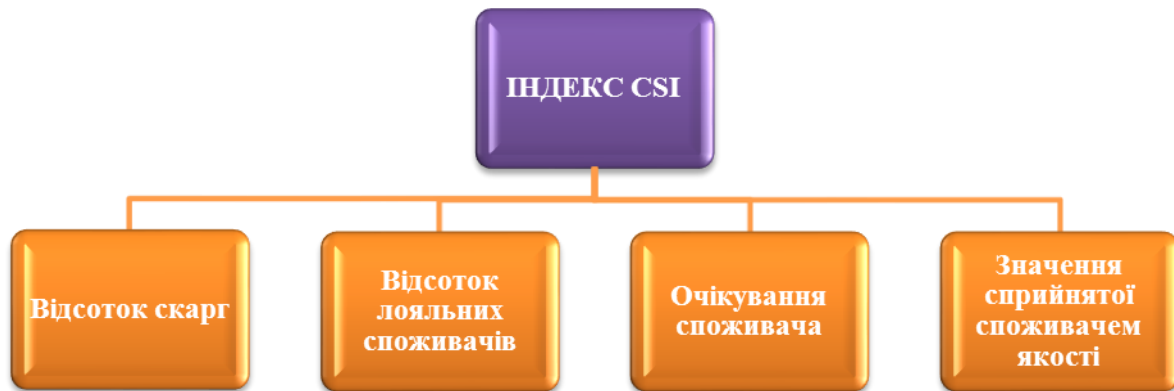 ІНДЕКС CSI
Відсоток скарг
Відсоток
лояльних
споживачів
Очікування
споживача
Значення
сприйнятої
споживачем
якості